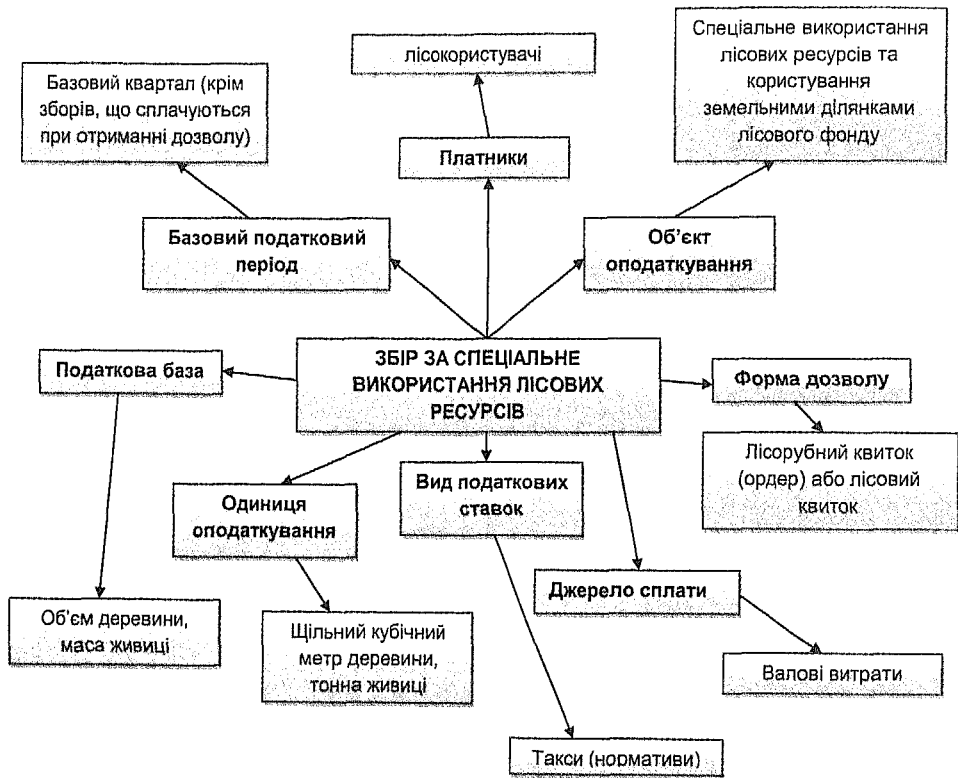 лісокористувачі
Спеціальне використання
лісових ресурсів та
користування
земельними ділянками
лісового фонду
Базовий квартал (крім
зборів, що сплачуються
при отриманні дозволу)
Платники
Базовий податковий
період
Об’єкт
оподаткування
ЗБІР ЗА СПЕЦІАЛЬНЕ
ВИКОРИСТАННЯ ЛІСОВИХ
РЕСУРСІВ
Податкова база
Форма дозволу
Лісорубний квиток
(ордер) або лісовий
квиток
Одиниця
оподаткування
Вид податкових
ставок
Джерело сплати
Об’єм деревини,
маса живиці
Щільний кубічний
метр деревини,
тонна живиці
Валові витрати
Такси (нормативи)